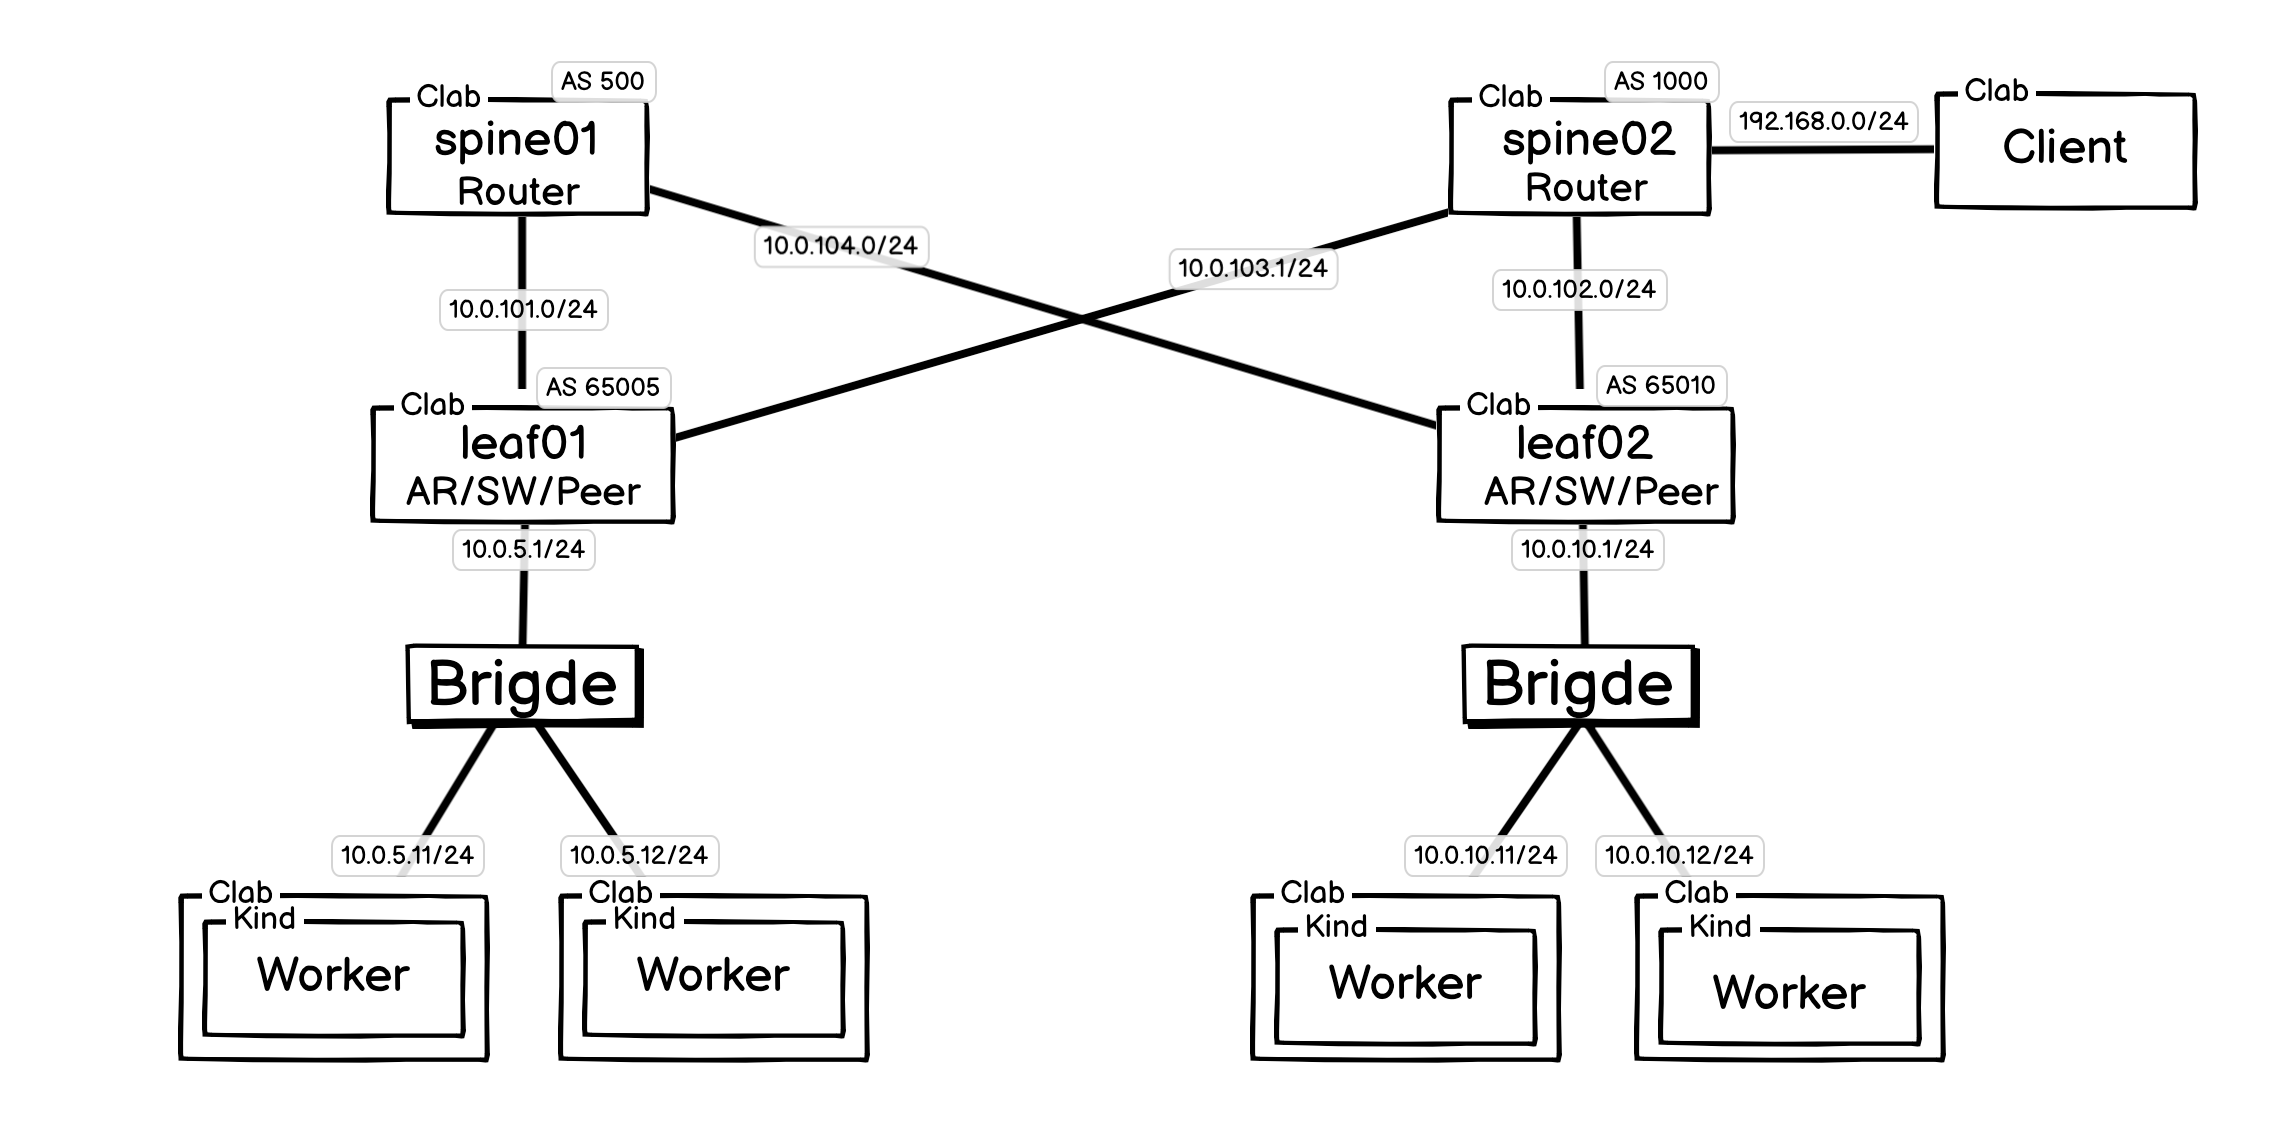 AS 500
Clab
spine01
Router
AS 1000
Clab
spine02
Router
192.168.0.0/24
Clab
Client
10.0.104.0/24
10.0.103.1/24
10.0.101.0/24
10.0.102.0/24
AS 65005
Clab
leaf01
AR/SW/Peer
AS 65010
Clab
leaf02
AR/SW/Peer
10.0.5.1/24
10.0.10.1/24
Brigde
Brigde
10.0.5.11/24
10.0.5.12/24
10.0.10.11/24
10.0.10.12/24
Clab
Kind
Worker
Clab
Kind
Worker
Clab
Kind
Worker
Clab
Kind
Worker